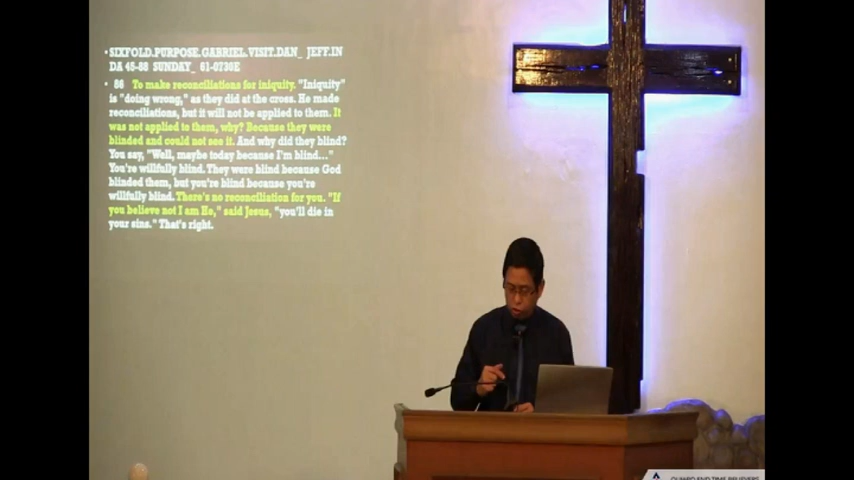 • SIXFOLD.PURPOSE.GABRIEL.VISIT.DAN_ JEFF.IN
DA 45-88 SUNDAY_ 61-0730E
• 86 To make reconciliations for iniquity. "Iniquity"
is "doing wrong," as they did at the cross. He made
reconciliations, but it will not be applied to them. It
was not applied to them, why? Because they were
blinded and could not see it. And why did they blind?
You say, "Well, maybe today because I'm blind..."
You're willfully blind. They were blind because God
blinded them, but you're blind because you're
willfully blind. There's no reconciliation for you. "If
you believe not I am He," said Jesus, "you'll die in
your sins." That's right.
TIME BELIEVERS